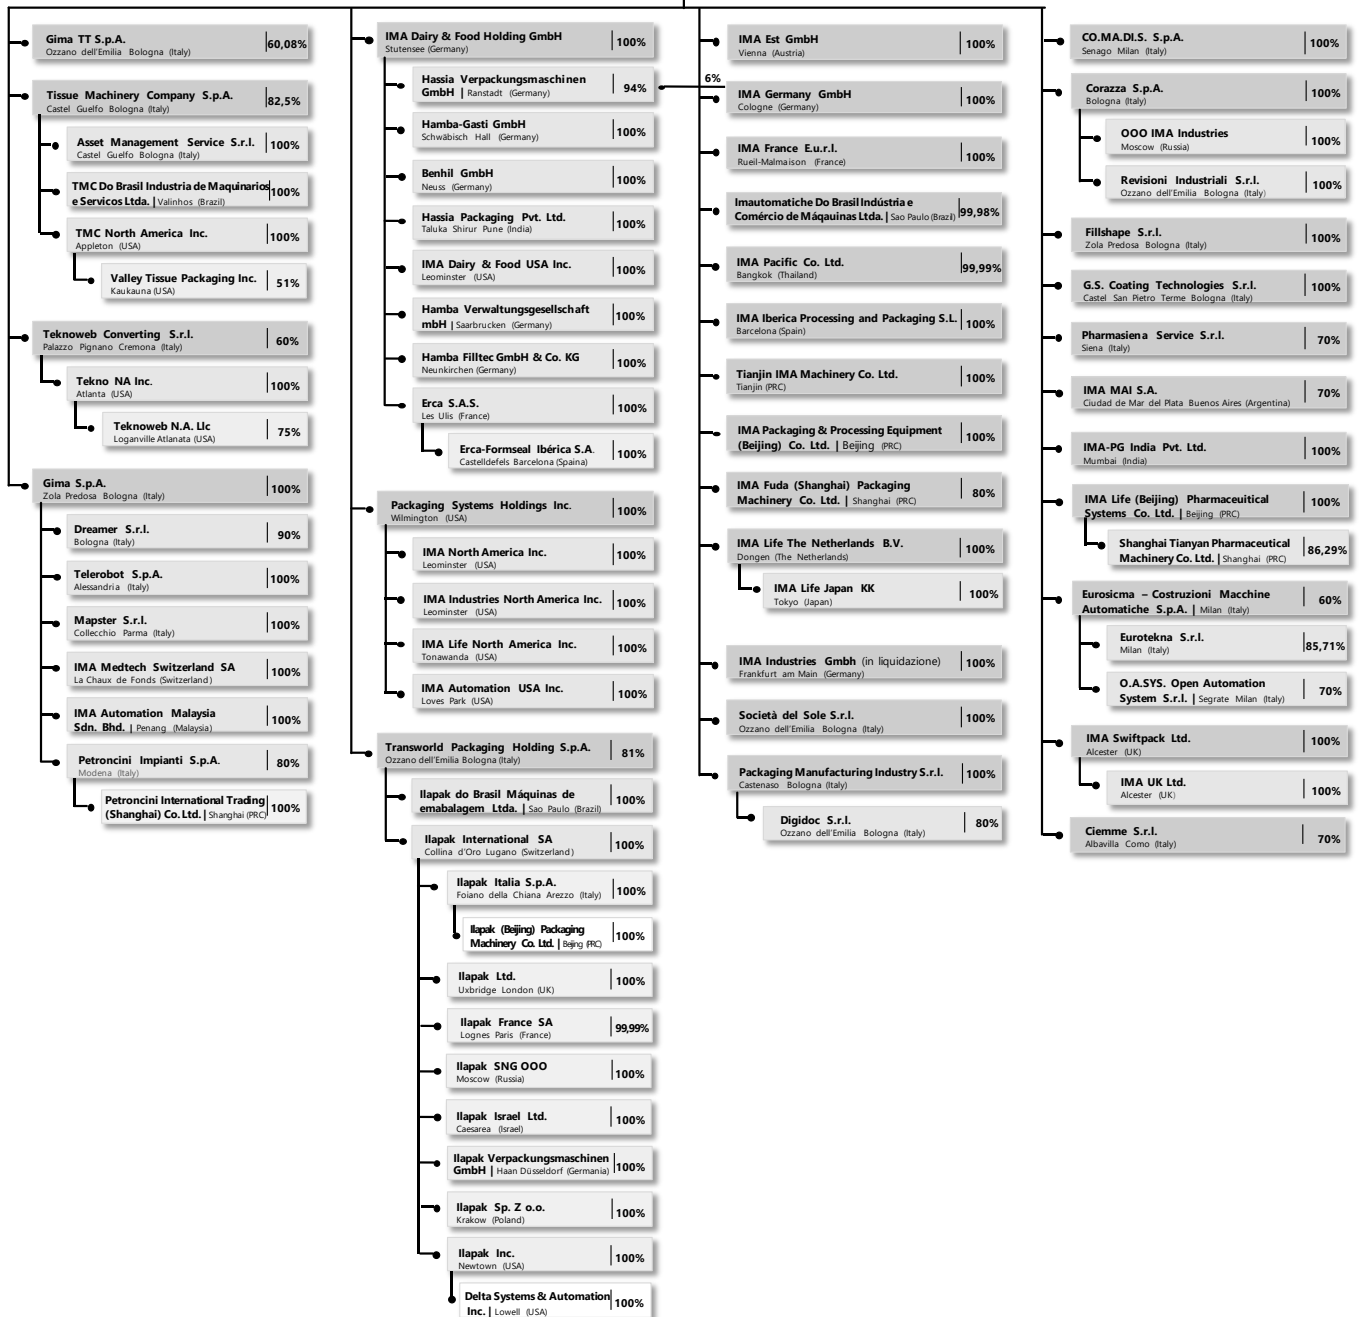 Gima TT S.p.A.
Ozzano dell'Emilia Bologna (Italy)
60,08%
Tissue Machinery Company S.p.A.
Castel Guelfo Bologna (Italy)
82,5%
Asset Management Service S.r.l.
Castel Guelfo Bologna (Italy)
100%
TMC Do Brasil Industria de Maquinarios
e Servicos Ltda. | Valinhos (Brazil)
100%
TMC North America Inc.
Appleton (USA)
100%
Valley Tissue Packaging Inc.
Kaukauna (USA)
51%
Teknoweb Converting S.r.l.
Palazzo Pignano Cremona (Italy)
60%
Tekno NA Inc.
Atlanta (USA)
100%
Teknoweb N.A. Llc
Loganville Atlanata (USA)
75%
Gima S.p.A.
Zola Predosa Bologna (Italy)
100%
Dreamer S.r.l.
Bologna (Italy)
90%
Telerobot S.p.A.
Alessandria (Italy)
100%
Mapster S.r.l.
Collecchio Parma (Italy)
100%
IMA Medtech Switzerland SA
La Chaux de Fonds (Switzerland)
100%
IMA Automation Malaysia
Sdn. Bhd. | Penang (Malaysia)
100%
Petroncini Impianti S.p.A.
Modena (Italy)
80%
Petroncini International Trading
(Shanghai) Co. Ltd. | Shanghai (PRC)
100%
IMA Dairy & Food Holding GmbH
Stutensee (Germany)
100%
Hassia Verpackungsmaschinen
GmbH | Ranstadt (Germany)
94%
6%
Hamba-Gasti GmbH
Schwäbisch Hall (Germany)
100%
Benhil GmbH
Neuss (Germany)
100%
Hassia Packaging Pvt. Ltd.
Taluka Shirur Pune (India)
100%
IMA Dairy & Food USA Inc.
Leominster (USA)
100%
Hamba Verwaltungsgesellschaft
mbH | Saarbrucken (Germany)
100%
Hamba Filltec GmbH & Co. KG
Neunkirchen (Germany)
100%
Erca S.A.S.
Les Ulis (France)
100%
Erca-Formseal Ibérica S.A.
Castelldefels Barcelona (Spaina)
100%
Packaging Systems Holdings Inc.
Wilmington (USA)
100%
IMA North America Inc.
Leominster (USA)
100%
IMA Industries North America Inc.
Leominster (USA)
100%
IMA Life North America Inc.
Tonawanda (USA)
100%
IMA Automation USA Inc.
Loves Park (USA)
100%
Transworld Packaging Holding S.p.A.
Ozzano dell'Emilia Bologna (Italy)
81%
Ilapak do Brasil Máquinas de
emabalagem Ltda. | Sao Paulo (Brazil)
100%
Ilapak International SA
Collina d'Oro Lugano (Switzerland)
100%
Ilapak Italia S.p.A.
Foiano della Chiana Arezzo (Italy)
100%
Ilapak (Beijing) Packaging
Machinery Co. Ltd. | Beijing (PRC)
100%
Ilapak Ltd.
Uxbridge London (UK)
100%
Ilapak France SA
Lognes Paris (France)
99,99%
Ilapak SNG OOO
Moscow (Russia)
100%
Ilapak Israel Ltd.
Caesarea (Israel)
100%
Ilapak Verpackungsmaschinen
GmbH | Haan Düsseldorf (Germania)
100%
Ilapak Sp. Z o.o.
Krakow (Poland)
100%
Ilapak Inc.
Newtown (USA)
100%
Delta Systems & Automation
Inc. | Lowell (USA)
100%
IMA Est GmbH
Vienna (Austria)
100%
IMA Germany GmbH
Cologne (Germany)
100%
IMA France E.u.r.l.
Rueil-Malmaison (France)
100%
Imautomatiche Do Brasil Indústria e
Comércio de Máqauinas Ltda. | Sao Paulo (Brazil)
99,98%
IMA Pacific Co. Ltd.
Bangkok (Thailand)
99,99%
IMA Iberica Processing and Packaging S.L.
Barcelona (Spain)
100%
Tianjin IMA Machinery Co. Ltd.
Tianjin (PRC)
100%
IMA Packaging & Processing Equipment
(Beijing) Co. Ltd. | Beijing (PRC)
100%
IMA Fuda (Shanghai) Packaging
Machinery Co. Ltd. | Shanghai (PRC)
80%
IMA Life The Netherlands B.V.
Dongen (The Netherlands)
100%
IMA Life Japan KK
Tokyo (Japan)
100%
IMA Industries Gmbh (in liquidazione)
Frankfurt am Main (Germany)
100%
Società del Sole S.r.l.
Ozzano dell'Emilia Bologna (Italy)
100%
Packaging Manufacturing Industry S.r.l.
Castenaso Bologna (Italy)
100%
Digidoc S.r.l.
Ozzano dell'Emilia Bologna (Italy)
80%
CO.MA.DI.S. S.p.A.
Senago Milan (Italy)
100%
Corazza S.p.A.
Bologna (Italy)
100%
OOO IMA Industries
Moscow (Russia)
100%
Revisioni Industriali S.r.l.
Ozzano dell'Emilia Bologna (Italy)
100%
Fillshape S.r.l.
Zola Predosa Bologna (Italy)
100%
G.S. Coating Technologies S.r.l.
Castel San Pietro Terme Bologna (Italy)
100%
Pharmasiena Service S.r.l.
Siena (Italy)
70%
IMA MAI S.A.
Ciudad de Mar del Plata Buenos Aires (Argentina)
70%
IMA-PG India Pvt. Ltd.
Mumbai (India)
100%
IMA Life (Beijing) Pharmaceuitical
Systems Co. Ltd. | Beijing (PRC)
100%
Shanghai Tianyan Pharmaceutical
Machinery Co. Ltd. | Shanghai (PRC)
86,29%
Eurosicma – Costruzioni Macchine
Automatiche S.p.A. | Milan (Italy)
60%
Eurotekna S.r.l.
Milan (Italy)
85,71%
O.A.SYS. Open Automation
System S.r.l. | Segrate Milan (Italy)
70%
IMA Swiftpack Ltd.
Alcester (UK)
100%
IMA UK Ltd.
Alcester (UK)
100%
Ciemme S.r.l.
Albavilla Como (Italy)
70%